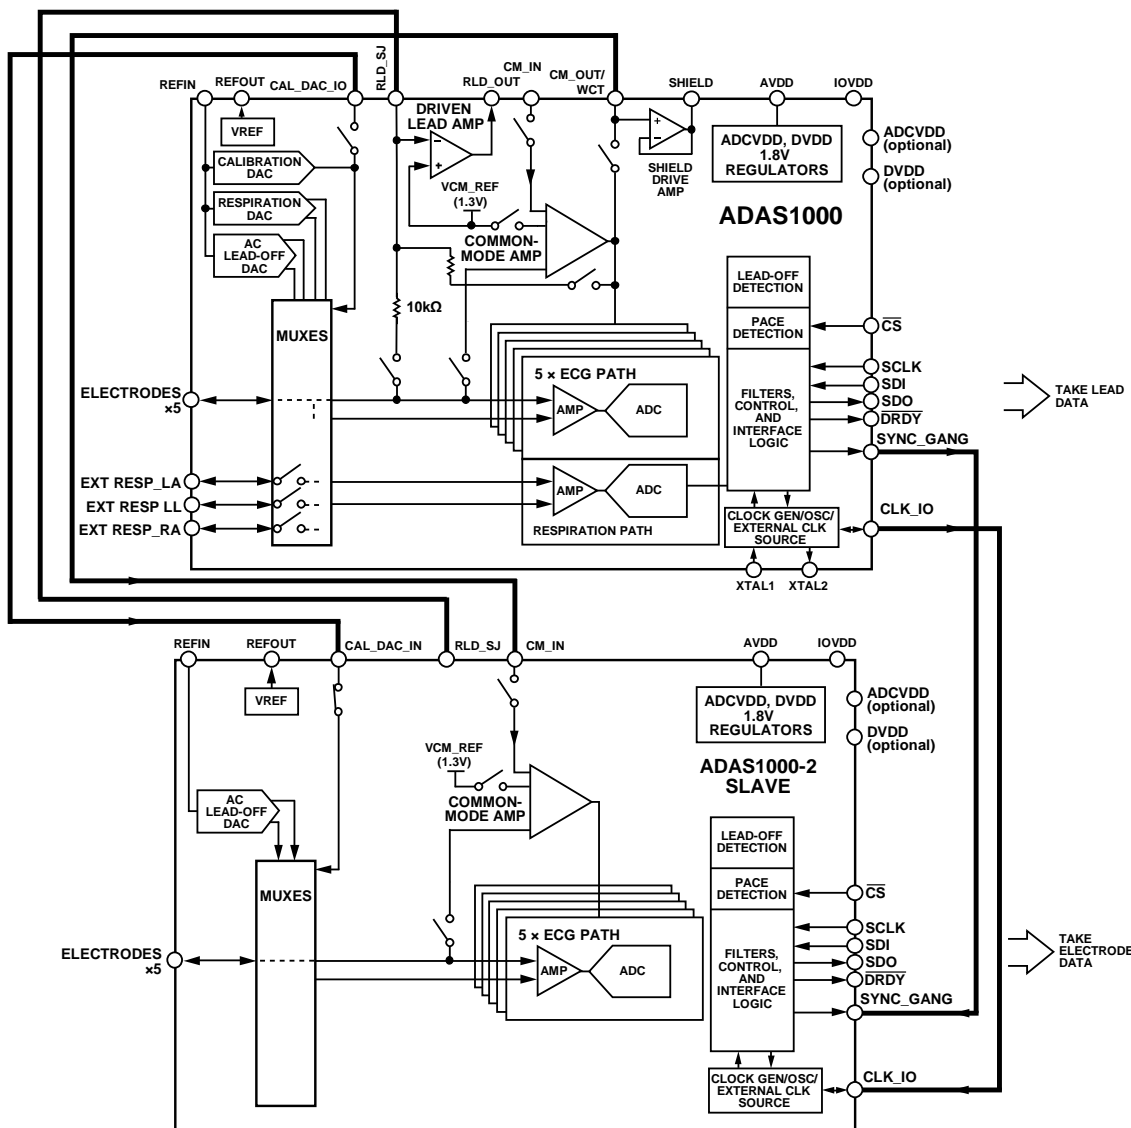 REFIN
REFOUT
CAL_DAC_IO
RLD_SJ
RLD_OUT
CM_IN
CM_OUT/
WCT
SHIELD
AVDD
IOVDD
DRIVEN
LEAD AMP
VREF
CALIBRATION
DAC
RESPIRATION
DAC
AC
LEAD-OFF
DAC
VCM_REF
(1.3V)
COMMON-
MODE AMP
SHIELD
DRIVE
AMP
ADCVDD, DVDD
1.8V
REGULATORS
ADCVDD
(optional)
DVDD
(optional)
ADAS1000
10kΩ
MUXES
LEAD-OFF
DETECTION
PACE
DETECTION
FILTERS,
CONTROL,
AND
INTERFACE
LOGIC
CS
SCLK
SDI
SDO
DRDY
SYNC_GANG
TAKE LEAD
DATA
ELECTRODES
×5
5 × ECG PATH
AMP
ADC
EXT RESP_LA
EXT RESP LL
EXT RESP_RA
AMP
ADC
RESPIRATION PATH
CLOCK GEN/OSC/
EXTERNAL CLK
SOURCE
CLK_IO
XTAL1
XTAL2
REFIN
REFOUT
CAL_DAC_IN
RLD_SJ
CM_IN
AVDD
IOVDD
VREF
ADCVDD, DVDD
1.8V
REGULATORS
ADCVDD
(optional)
DVDD
(optional)
VCM_REF
(1.3V)
COMMON-
MODE AMP
ADAS1000-2
SLAVE
AC
LEAD-OFF
DAC
MUXES
LEAD-OFF
DETECTION
PACE
DETECTION
FILTERS,
CONTROL,
AND
INTERFACE
LOGIC
CS
SCLK
SDI
SDO
DRDY
SYNC_GANG
TAKE
ELECTRODE
DATA
ELECTRODES
×5
5 × ECG PATH
AMP
ADC
CLOCK GEN/OSC/
EXTERNAL CLK
SOURCE
CLK_IO